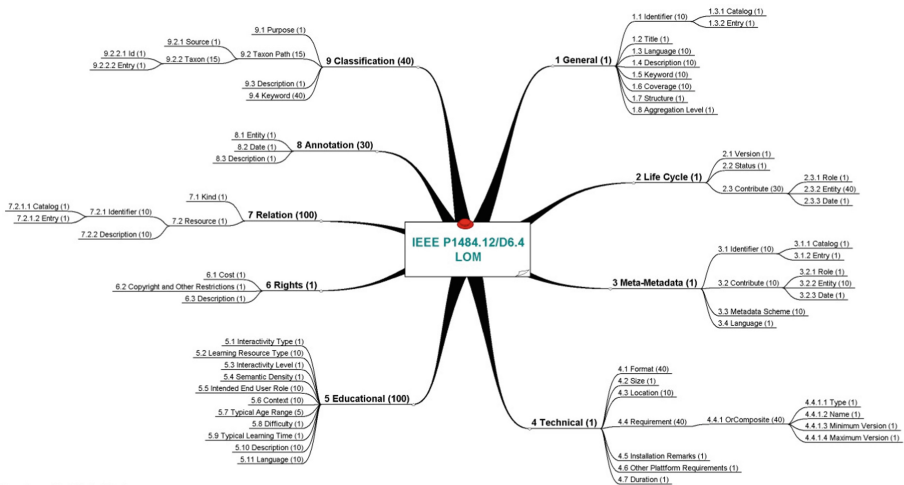 IEEE P1484.12/D6.4
LOM
1 General (1)
1.1 Identifier (10)
1.3.1 Catalog (1)
1.3.2 Entry (1)
1.2 Title (1)
1.3 Language (10)
1.4 Description (10)
1.5 Keyword (10)
1.6 Coverage (10)
1.7 Structure (1)
1.8 Aggregation Level (1)
2 Life Cycle (1)
2.1 Version (1)
2.2 Status (1)
2.3 Contribute (30)
2.3.1 Role (1)
2.3.2 Entity (40)
2.3.3 Date (1)
3 Meta-Metadata (1)
3.1 Identifier (10)
3.1.1 Catalog (1)
3.1.2 Entry (1)
3.2 Contribute (10)
3.2.1 Role (1)
3.2.2 Entity (10)
3.2.3 Date (1)
3.3 Metadata Scheme (10)
3.4 Language (1)
4 Technical (1)
4.1 Format (40)
4.2 Size (1)
4.3 Location (10)
4.4 Requirement (40)
4.4.1 OrComposite (40)
4.4.1.1 Type (1)
4.4.1.2 Name (1)
4.4.1.3 Minimum Version (1)
4.4.1.4 Maximum Version (1)
4.5 Installation Remarks (1)
4.6 Other Plattform Requirements (1)
4.7 Duration (1)
5 Educational (100)
5.1 Interactivity Type (1)
5.2 Learning Resource Type (10)
5.3 Interactivity Level (1)
5.4 Semantic Density (1)
5.5 Intended End User Role (10)
5.6 Context (10)
5.7 Typical Age Range (5)
5.8 Difficulty (1)
5.9 Typical Learning Time (1)
5.10 Description (10)
5.11 Language (10)
6 Rights (1)
6.1 Cost (1)
6.2 Copyright and Other Restrictions (1)
6.3 Description (1)
7 Relation (100)
7.1 Kind (1)
7.2 Resource (1)
7.2.1 Identifier (10)
7.2.1.1 Catalog (1)
7.2.1.2 Entry (1)
7.2.2 Description (10)
8 Annotation (30)
8.1 Entity (1)
8.2 Date (1)
8.3 Description (1)
9 Classification (40)
9.1 Purpose (1)
9.2 Taxon Path (15)
9.2.1 Source (1)
9.2.2 Taxon (15)
9.2.2.1 Id (1)
9.2.2.2 Entry (1)
9.3 Description (1)
9.4 Keyword (40)